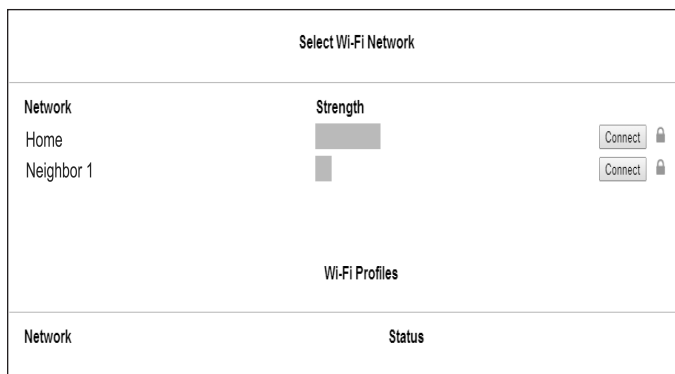 Select Wi-Fi Network
Network Strength
Home Connect
Neighbor 1 Connect
Wi-Fi Profiles
Network Status